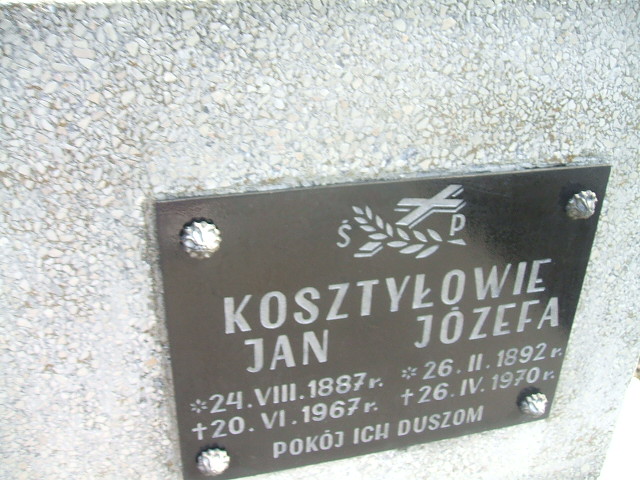 Ś P
KOSZTYŁOWIE
JAN JÓZEFA
*24.VIII.1887r. *26.II.1892r.
†20.VI.1967r. †26.IV.1970r.
POKÓJ ICH DUSZOM